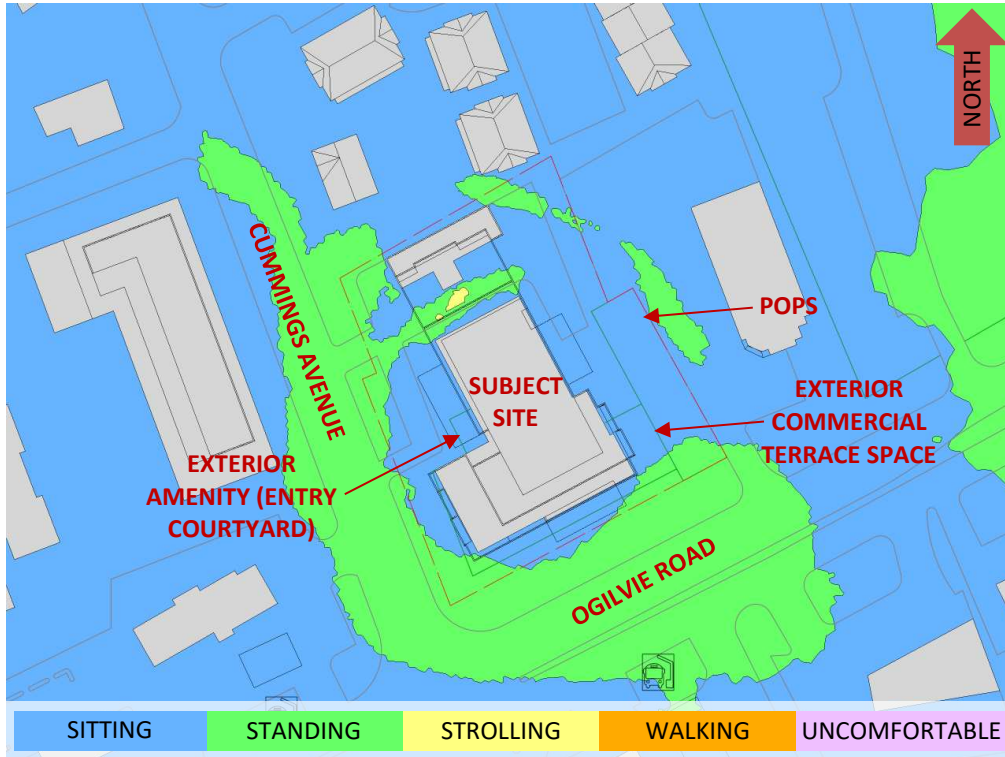 NORTH
CUMMINGS AVENUE
POPS
SUBJECT
SITE
EXTERIOR
COMMERCIAL
TERRACE SPACE
EXTERIOR
AMENITY (ENTRY
COURTYARD)
OGILVIE ROAD
SITTING
STANDING
STROLLING
WALKING
UNCOMFORTABLE